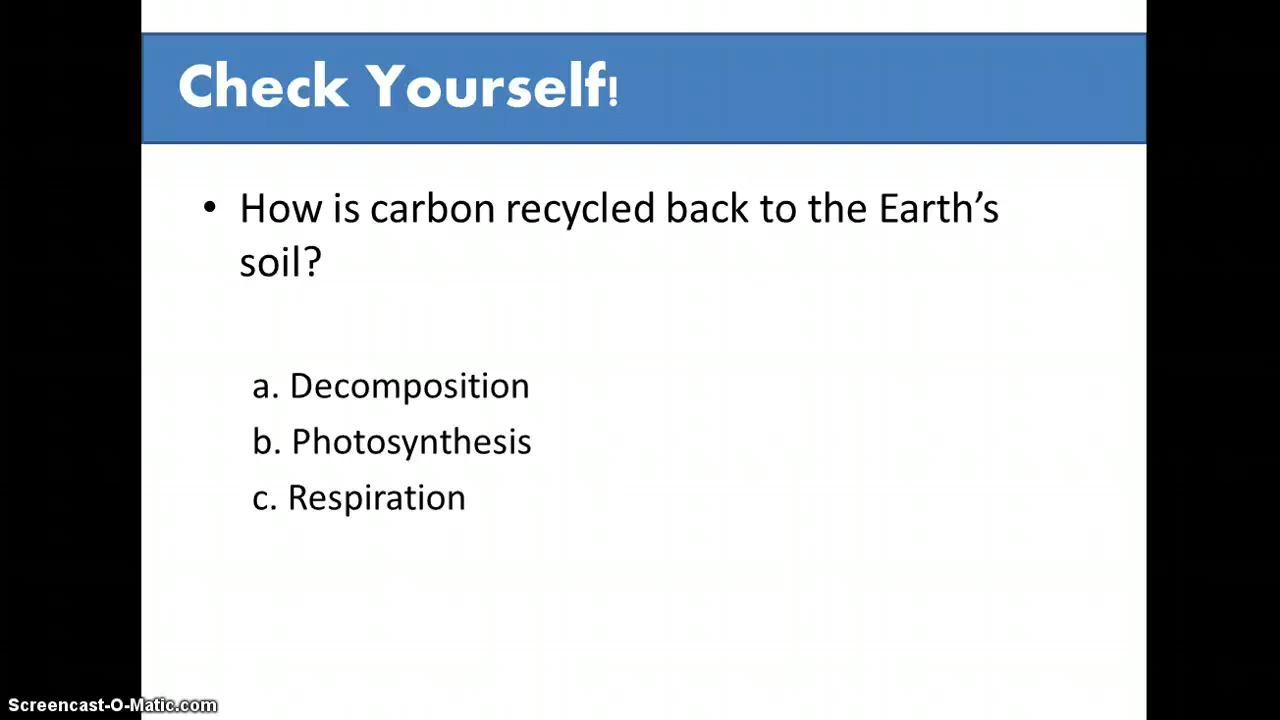 Check Yourself!
• How is carbon recycled back to the Earth’s
soil?
a. Decomposition
b. Photosynthesis
c. Respiration
Screencast-O-Matic.com